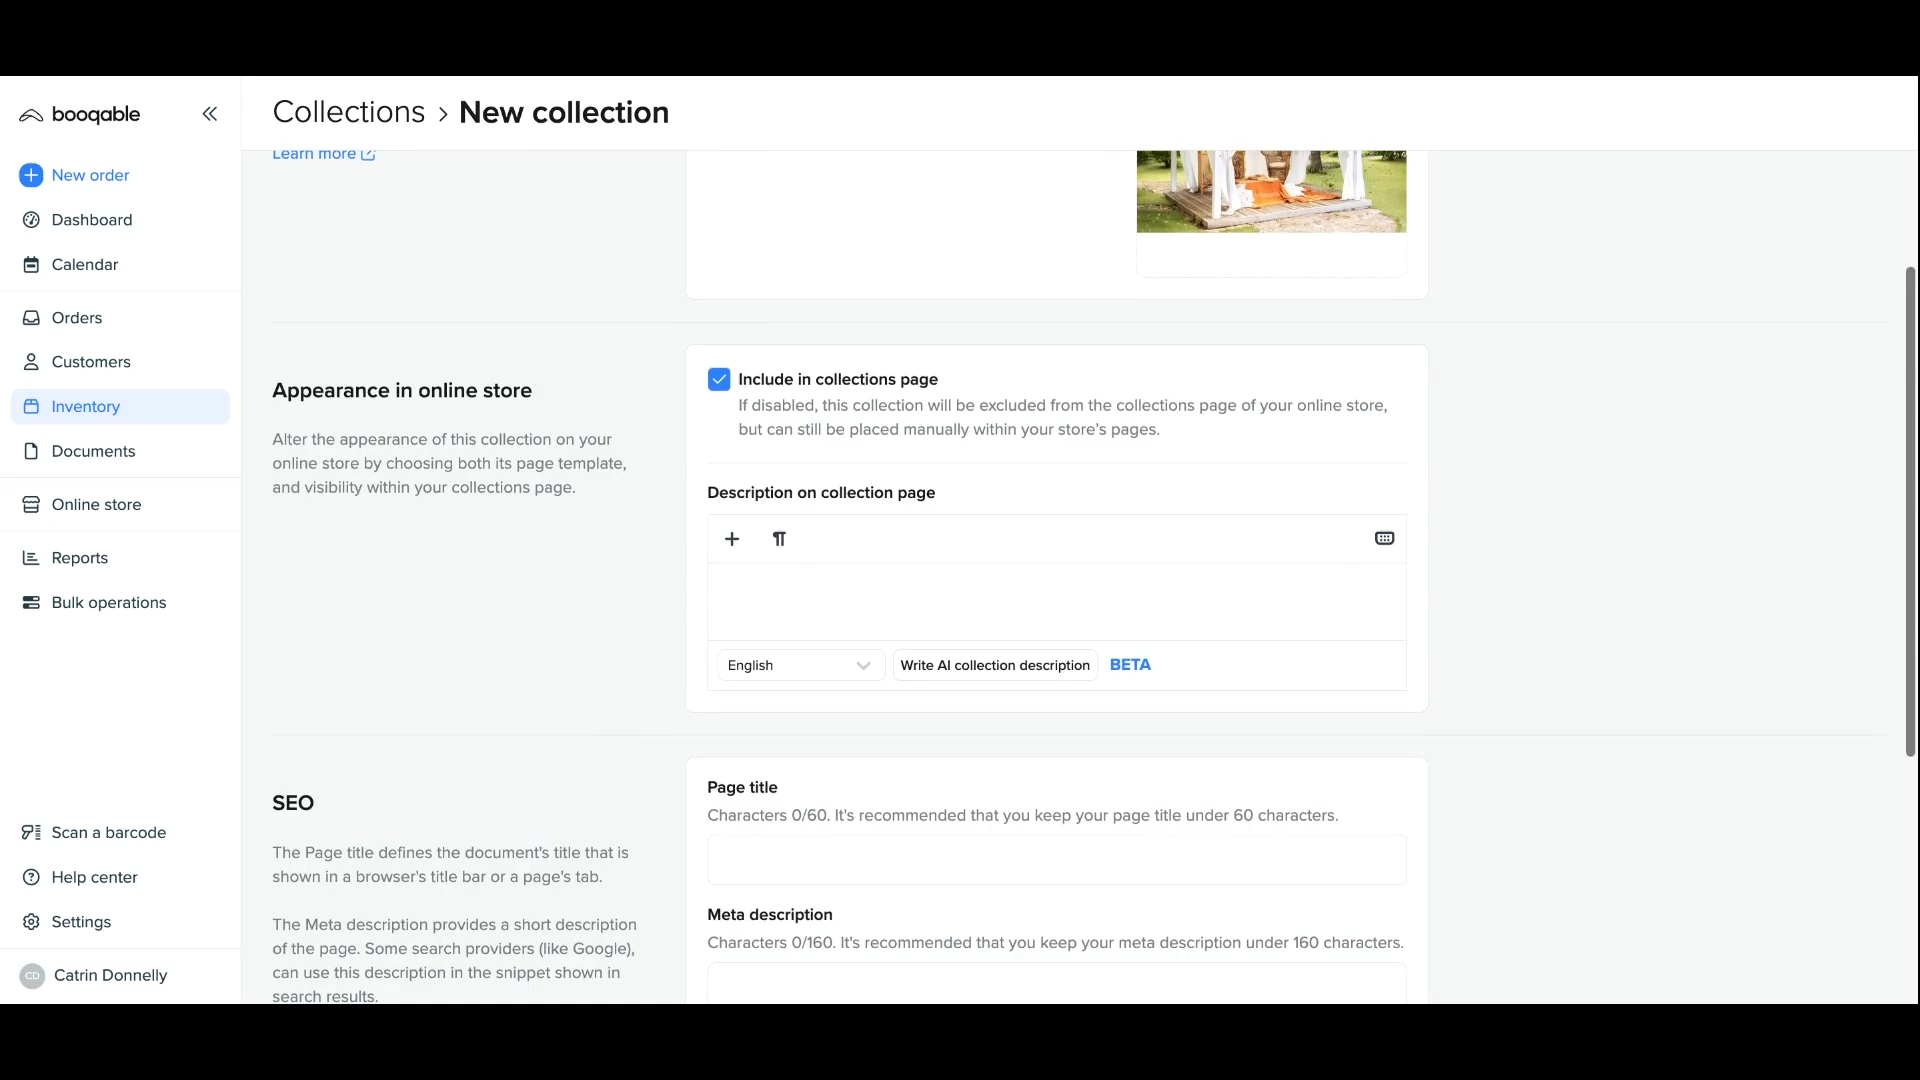 booqable
Collections > New collection
Learn more
New order
Dashboard
Calendar
Orders
Customers
Inventory
Documents
Online store
Reports
Bulk operations
Scan a barcode
Help center
Settings
CD Catrin Donnelly
Appearance in online store
Alter the appearance of this collection on your
online store by choosing both its page template,
and visibility within your collections page.
Include in collections page
If disabled, this collection will be excluded from the collections page of your online store,
but can still be placed manually within your store’s pages.
Description on collection page
English
Write AI collection description BETA
SEO
The Page title defines the document's title that is
shown in a browser's title bar or a page's tab.
The Meta description provides a short description
of the page. Some search providers (like Google),
can use this description in the snippet shown in
search results.
Page title
Characters 0/60. It's recommended that you keep your page title under 60 characters.
Meta description
Characters 0/160. It's recommended that you keep your meta description under 160 characters.